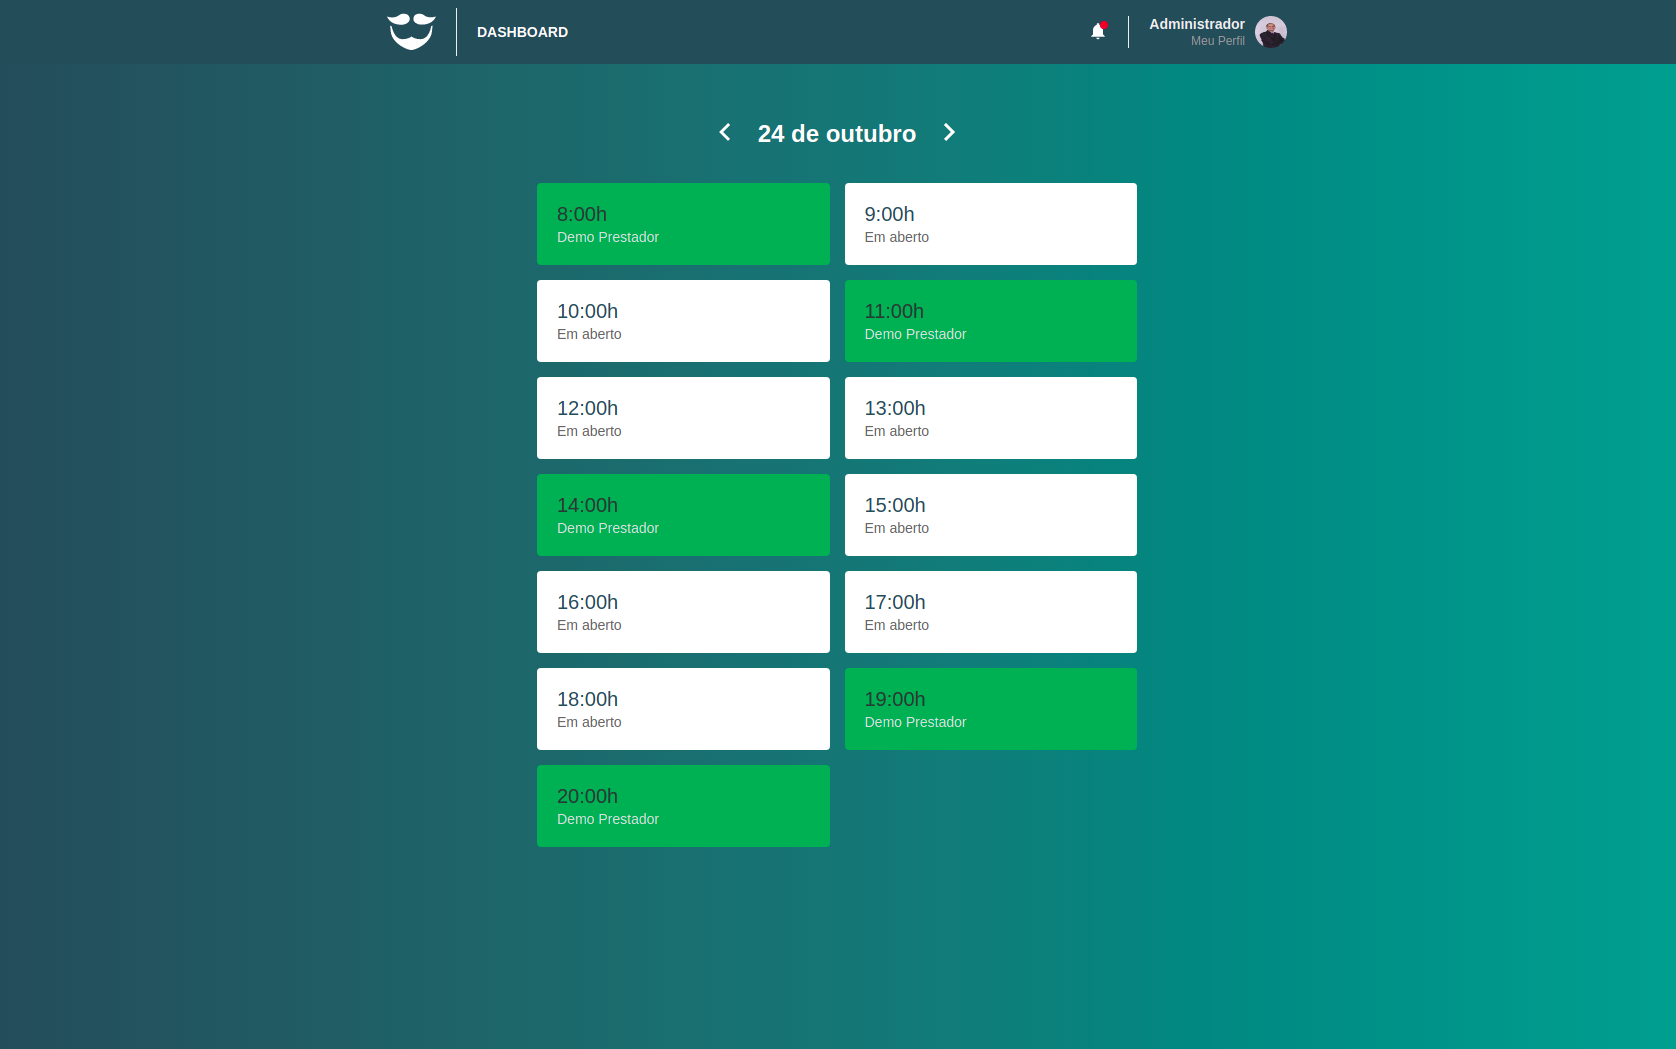 DASHBOARD
Administrador
Meu Perfil
24 de outubro
8:00h
Demo Prestador
9:00h
Em aberto
10:00h
Em aberto
11:00h
Demo Prestador
12:00h
Em aberto
13:00h
Em aberto
14:00h
Demo Prestador
15:00h
Em aberto
16:00h
Em aberto
17:00h
Em aberto
18:00h
Em aberto
19:00h
Demo Prestador
20:00h
Demo Prestador